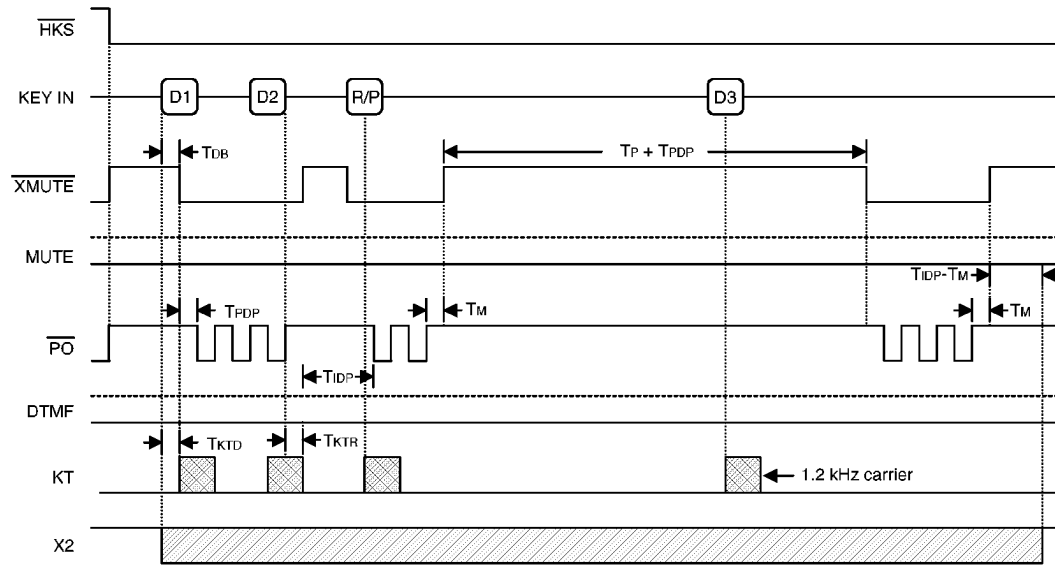 HKS
KEY IN
D1
D2
R/P
D3
TDB
TP + TPDP
XMUTE
MUTE
TIDP-TM
TPDP
TM
TM
PO
TIDP
DTMF
TKTD
TKTR
KT
1.2 kHz carrier
X2